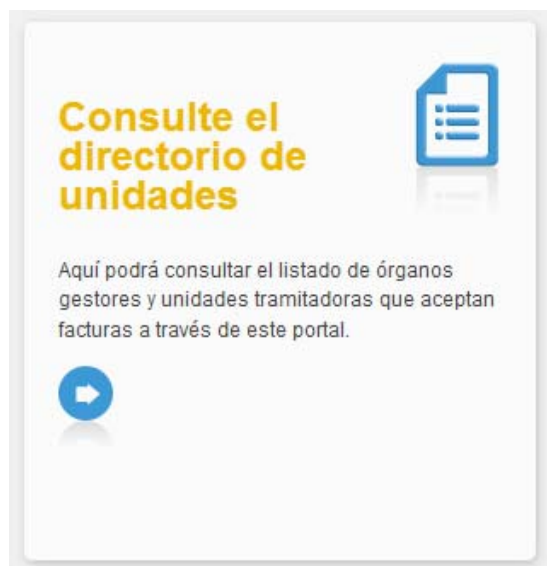 Consulte el
directorio de
unidades
Aquí podrá consultar el listado de órganos
gestores y unidades tramitadoras que aceptan
facturas a través de este portal.